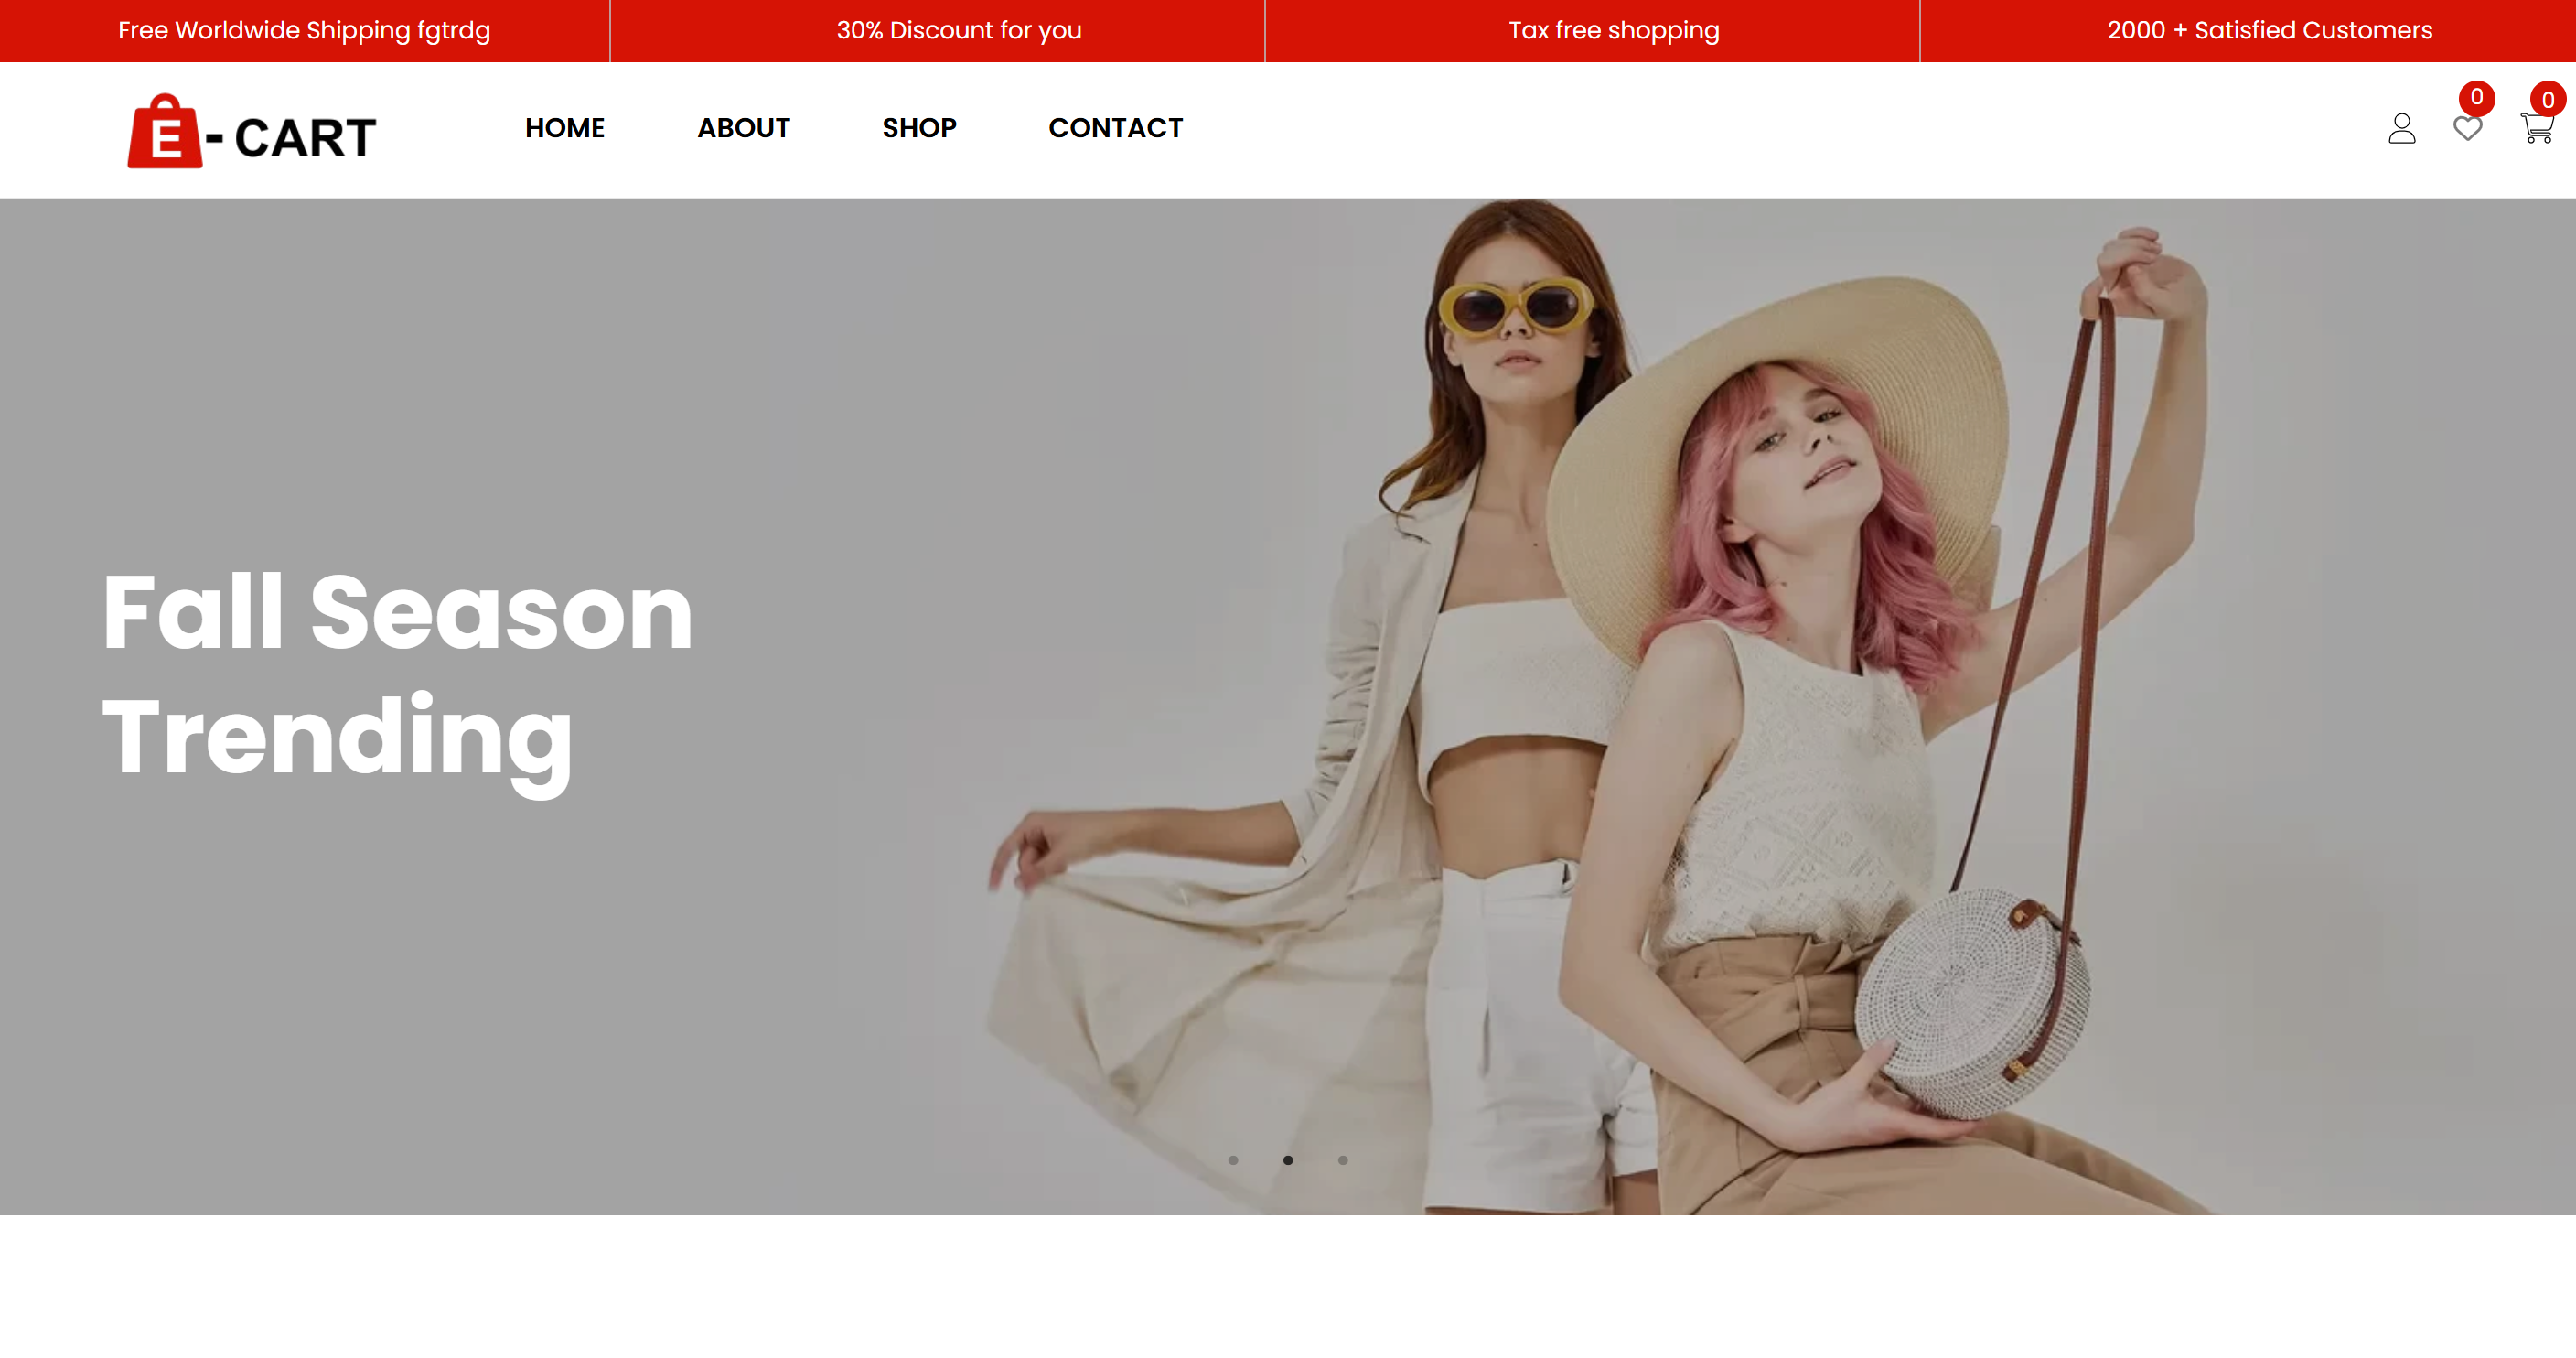 Free Worldwide Shipping fgtrdg
30% Discount for you
Tax free shopping
2000 + Satisfied Customers
E - CART
HOME
ABOUT
SHOP
CONTACT
0
0
Fall Season
Trending